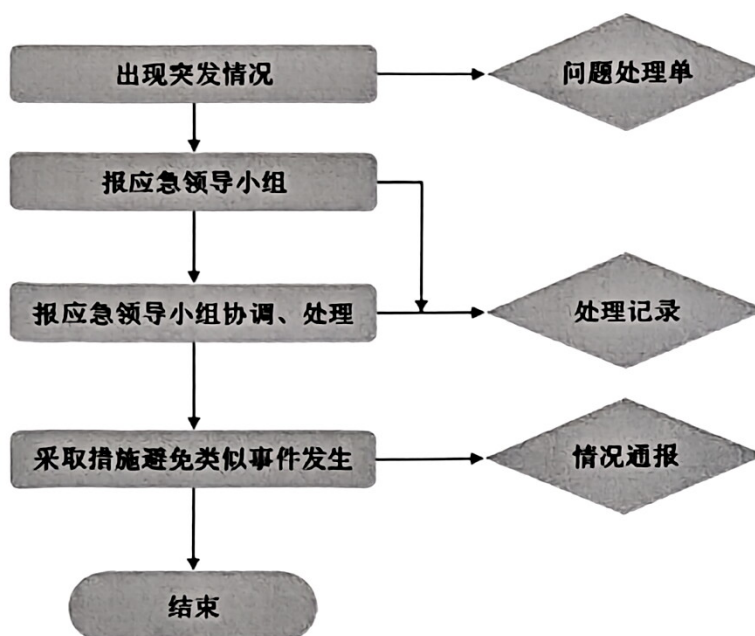 出现突发情况
问题处理单
报应急领导小组
报应急领导小组协调、处理
处理记录
采取措施避免类似事件发生
情况通报
结束